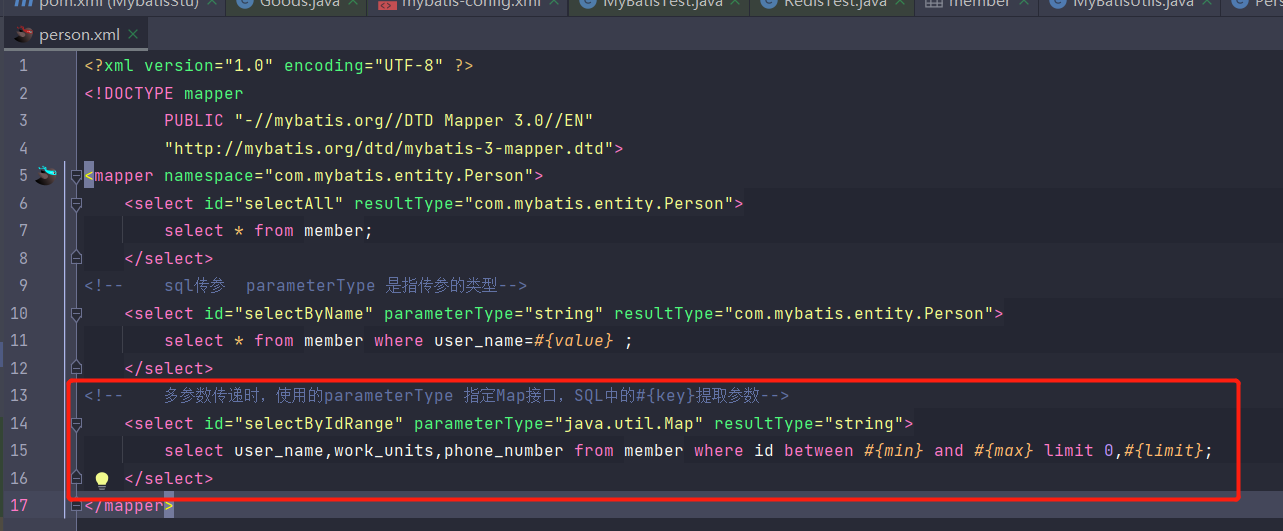 pom.xml (MybatisStu) Goods.java mybatis-config.xml MyBatisTest.java RedisTest.java member MyBatisUtils.java
person.xml
1 <?xml version="1.0" encoding="UTF-8" ?>
2 <!DOCTYPE mapper
3 PUBLIC "-//mybatis.org//DTD Mapper 3.0//EN"
4 "http://mybatis.org/dtd/mybatis-3-mapper.dtd">
5 <mapper namespace="com.mybatis.entity.Person">
6 <select id="selectAll" resultType="com.mybatis.entity.Person">
7 select * from member;
8 </select>
9 <!-- sql传参 parameterType 是指传参的类型-->
10 <select id="selectByName" parameterType="string" resultType="com.mybatis.entity.Person">
11 select * from member where user_name=#{value} ;
12 </select>
13 <!-- 多参数传递时，使用的parameterType 指定Map接口，SQL中的#{key}提取参数-->
14 <select id="selectByIdRange" parameterType="java.util.Map" resultType="string">
15 select user_name,work_units,phone_number from member where id between #{min} and #{max} limit 0,#{limit};
16 </select>
17 </mapper>